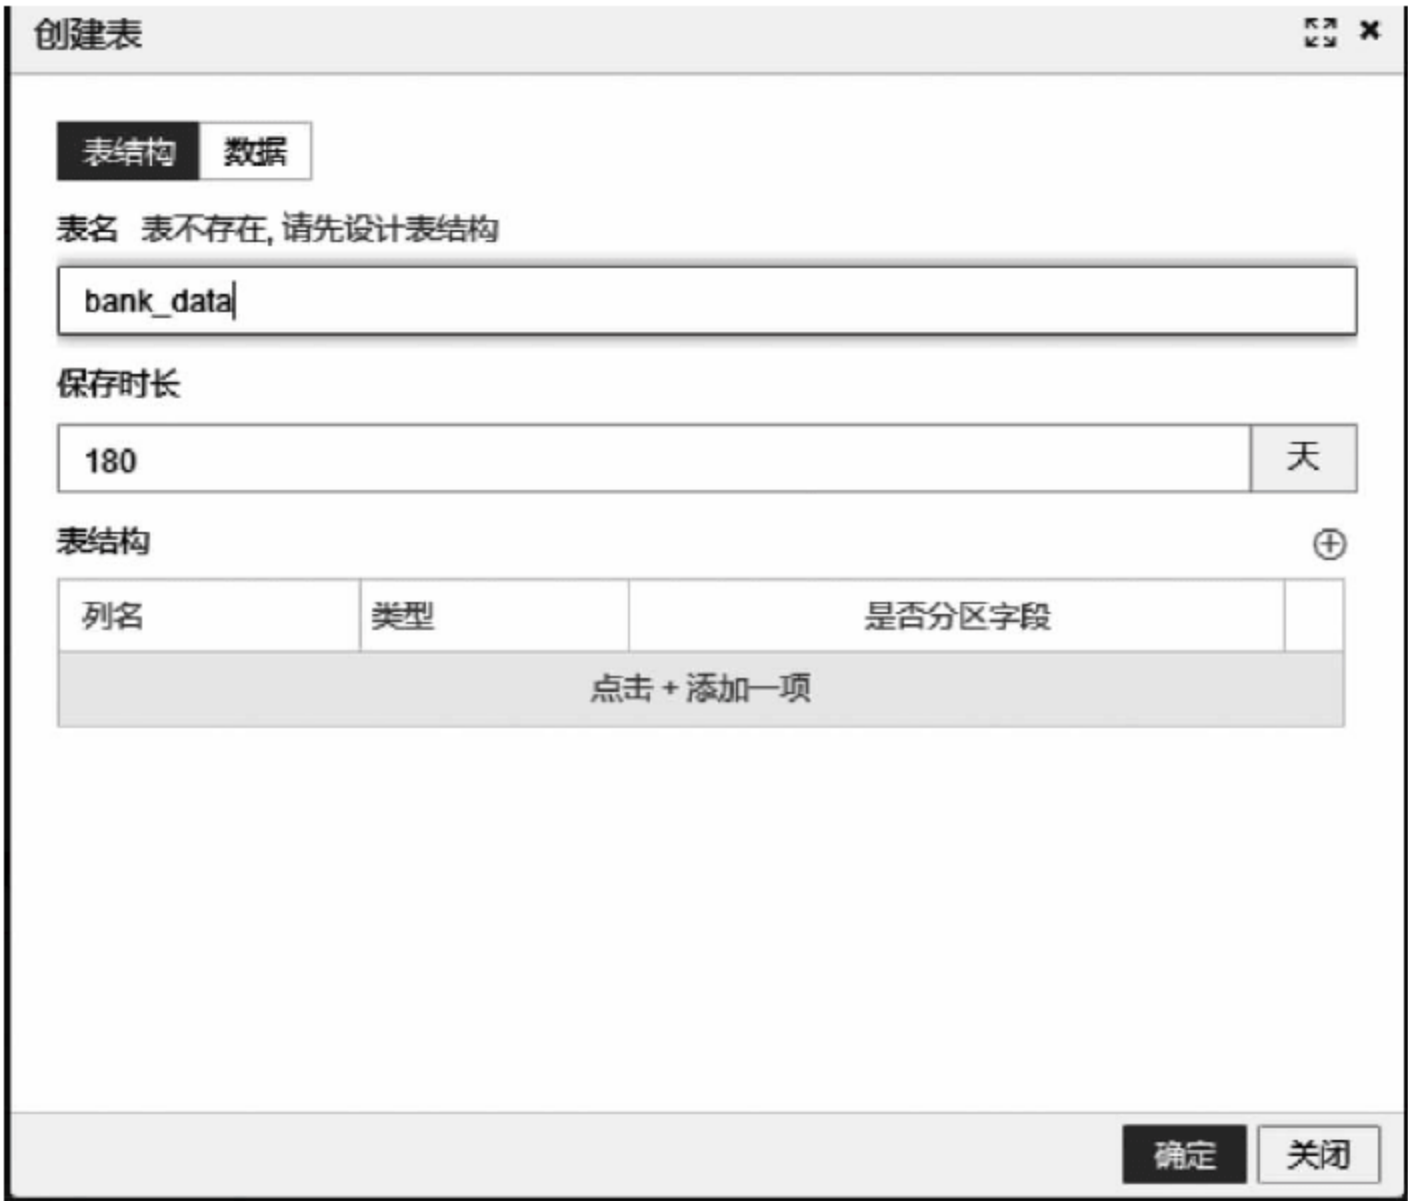 创建表
表结构 数据
表名 表不存在, 请先设计表结构
bank_data
保存时长
180 天
表结构
列名 类型 是否分区字段
点击 + 添加一项
确定 关闭